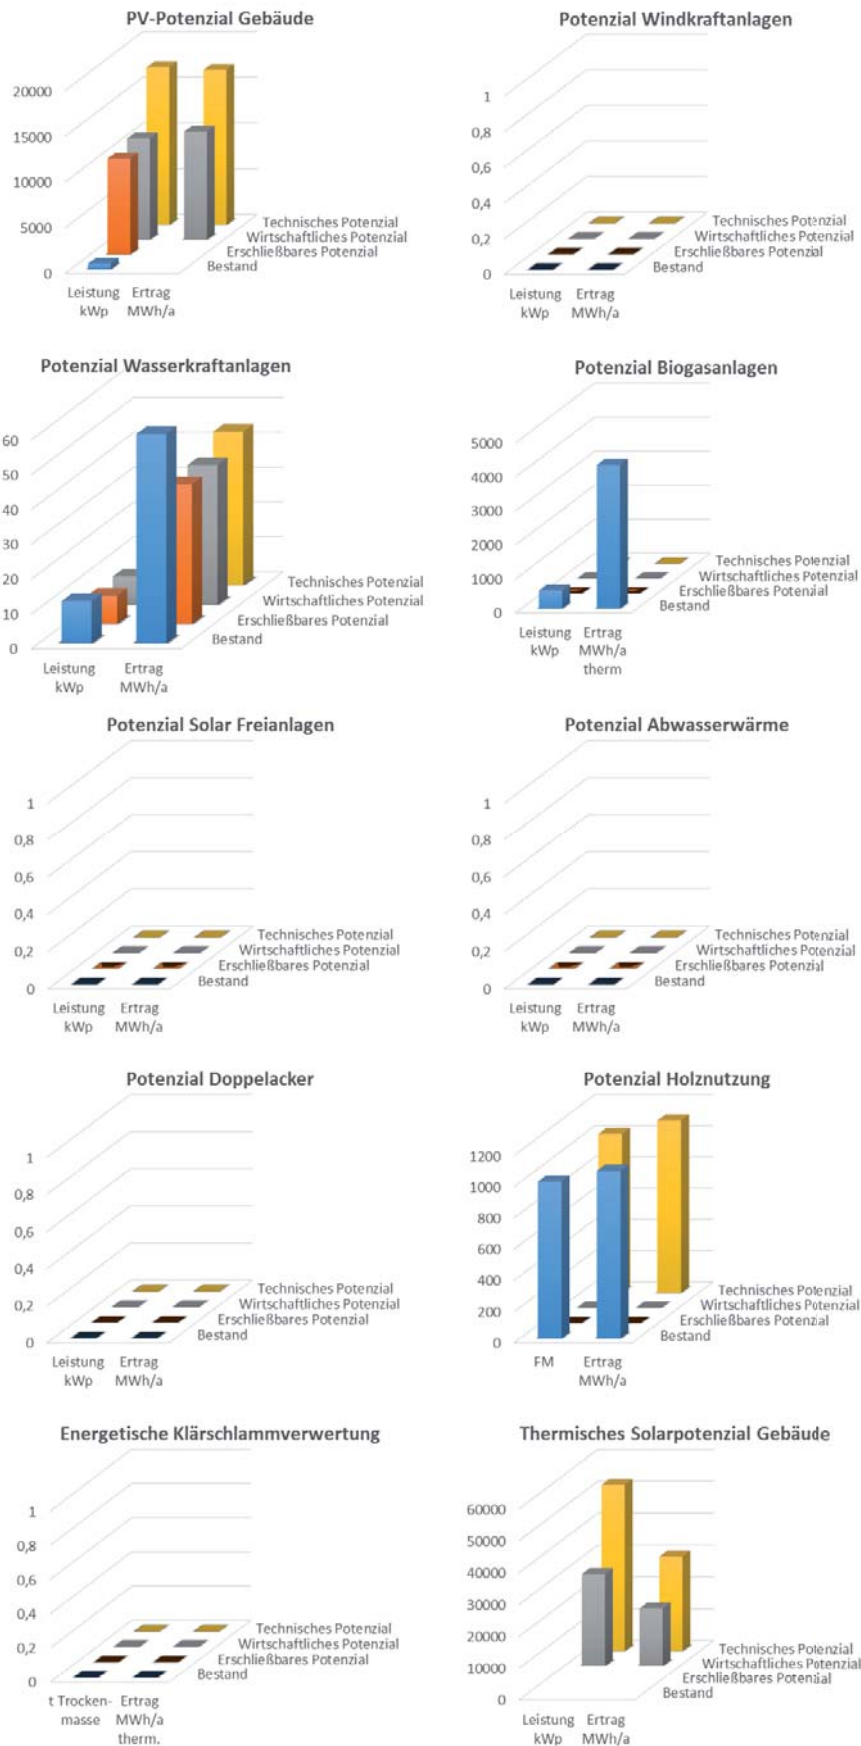 PV-Potenzial Gebäude
20000
15000
10000
5000
0
Technisches Potenzial
Wirtschaftliches Potenzial
Erschließbares Potenzial
Bestand
Leistung Ertrag
kWp MWh/a
Potenzial Windkraftanlagen
1
0,8
0,6
0,4
0,2
0
Technisches Potenzial
Wirtschaftliches Potenzial
Erschließbares Potenzial
Bestand
Leistung Ertrag
kWp MWh/a
Potenzial Wasserkraftanlagen
60
50
40
30
20
10
0
Technisches Potenzial
Wirtschaftliches Potenzial
Erschließbares Potenzial
Bestand
Leistung Ertrag
kWp MWh/a
Potenzial Biogasanlagen
5000
4000
3000
2000
1000
0
Technisches Potenzial
Wirtschaftliches Potenzial
Erschließbares Potenzial
Bestand
Leistung Ertrag
kWp MWh/a
therm
Potenzial Solar Freianlagen
1
0,8
0,6
0,4
0,2
0
Technisches Potenzial
Wirtschaftliches Potenzial
Erschließbares Potenzial
Bestand
Leistung Ertrag
kWp MWh/a
Potenzial Abwasserwärme
1
0,8
0,6
0,4
0,2
0
Technisches Potenzial
Wirtschaftliches Potenzial
Erschließbares Potenzial
Bestand
Leistung Ertrag
kWp MWh/a
Potenzial Doppelacker
1
0,8
0,6
0,4
0,2
0
Technisches Potenzial
Wirtschaftliches Potenzial
Erschließbares Potenzial
Bestand
Leistung Ertrag
kWp MWh/a
Potenzial Holznutzung
1200
1000
800
600
400
200
0
Technisches Potenzial
Wirtschaftliches Potenzial
Erschließbares Potenzial
Bestand
FM Ertrag
MWh/a
Energetische Klärschlammverwertung
1
0,8
0,6
0,4
0,2
0
Technisches Potenzial
Wirtschaftliches Potenzial
Erschließbares Potenzial
Bestand
t Trocken- Ertrag
masse MWh/a
therm.
Thermisches Solarpotenzial Gebäude
60000
50000
40000
30000
20000
10000
0
Technisches Potenzial
Wirtschaftliches Potenzial
Erschließbares Potenzial
Bestand
Leistung Ertrag
kWp MWh/a